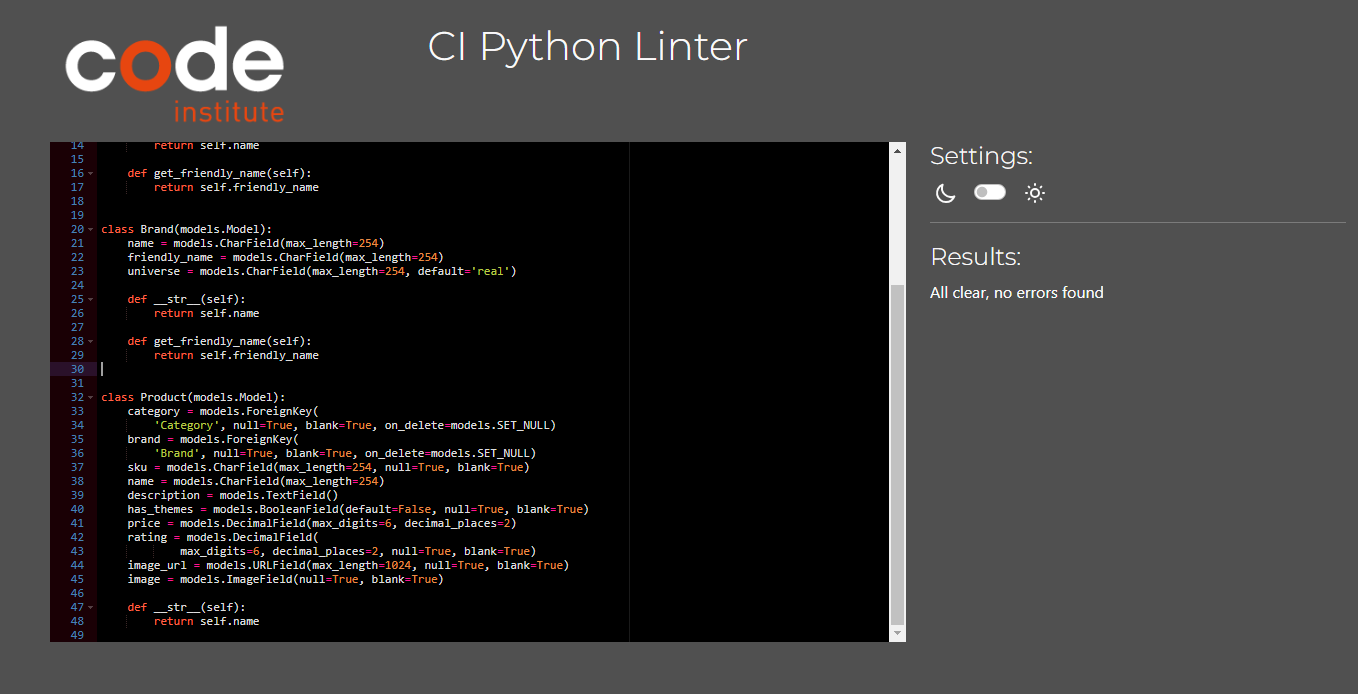 code
institute
CI Python Linter
14 return self.name
15
16 def get_friendly_name(self):
17 return self.friendly_name
18
19
20 class Brand(models.Model):
21 name = models.CharField(max_length=254)
22 friendly_name = models.CharField(max_length=254)
23 universe = models.CharField(max_length=254, default='real')
24
25 def __str__(self):
26 return self.name
27
28 def get_friendly_name(self):
29 return self.friendly_name
30
31
32 class Product(models.Model):
33 category = models.ForeignKey(
34 'Category', null=True, blank=True, on_delete=models.SET_NULL)
35 brand = models.ForeignKey(
36 'Brand', null=True, blank=True, on_delete=models.SET_NULL)
37 sku = models.CharField(max_length=254, null=True, blank=True)
38 name = models.CharField(max_length=254)
39 description = models.TextField()
40 has_themes = models.BooleanField(default=False, null=True, blank=True)
41 price = models.DecimalField(max_digits=6, decimal_places=2)
42 rating = models.DecimalField(
43 max_digits=6, decimal_places=2, null=True, blank=True)
44 image_url = models.URLField(max_length=1024, null=True, blank=True)
45 image = models.ImageField(null=True, blank=True)
46
47 def __str__(self):
48 return self.name
49
Settings:
Results:
All clear, no errors found